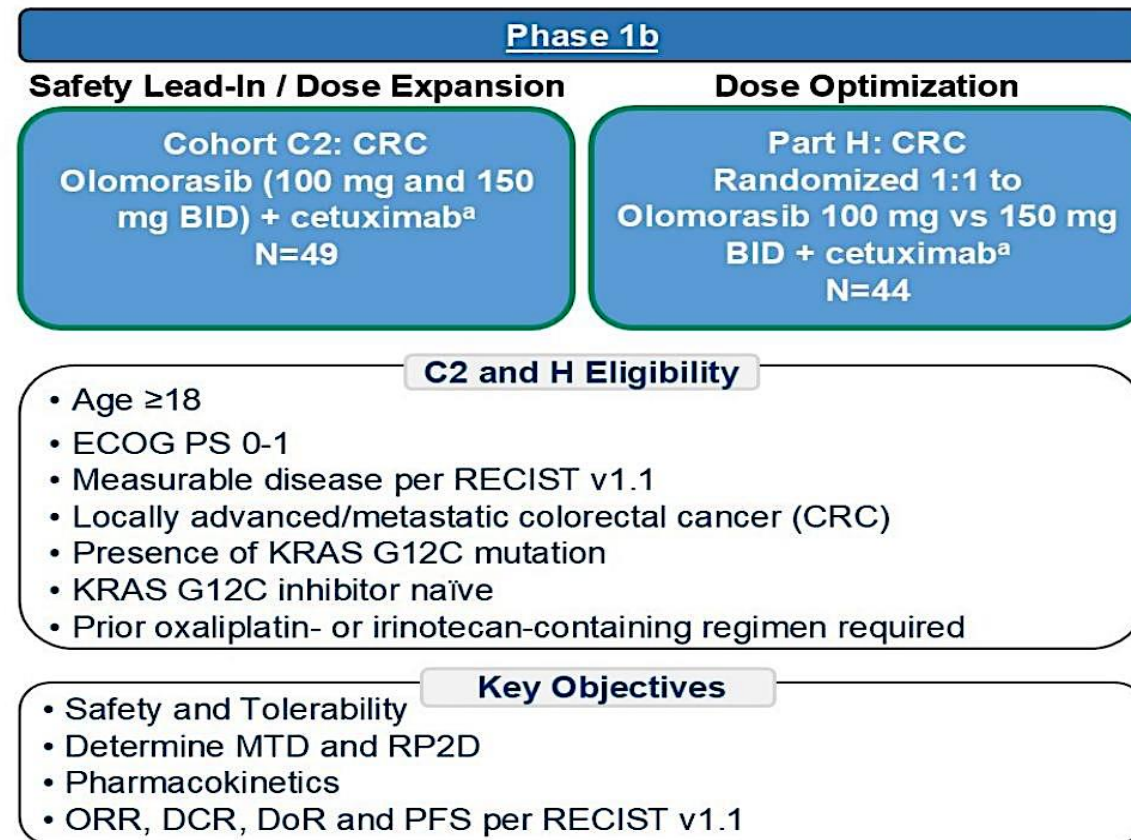 Phase 1b
Safety Lead-In / Dose Expansion
Cohort C2: CRC
Olomorasib (100 mg and 150
mg BID) + cetuximabᵃ
N=49
Dose Optimization
Part H: CRC
Randomized 1:1 to
Olomorasib 100 mg vs 150 mg
BID + cetuximabᵃ
N=44
C2 and H Eligibility
• Age ≥18
• ECOG PS 0-1
• Measurable disease per RECIST v1.1
• Locally advanced/metastatic colorectal cancer (CRC)
• Presence of KRAS G12C mutation
• KRAS G12C inhibitor naïve
• Prior oxaliplatin- or irinotecan-containing regimen required
Key Objectives
• Safety and Tolerability
• Determine MTD and RP2D
• Pharmacokinetics
• ORR, DCR, DoR and PFS per RECIST v1.1